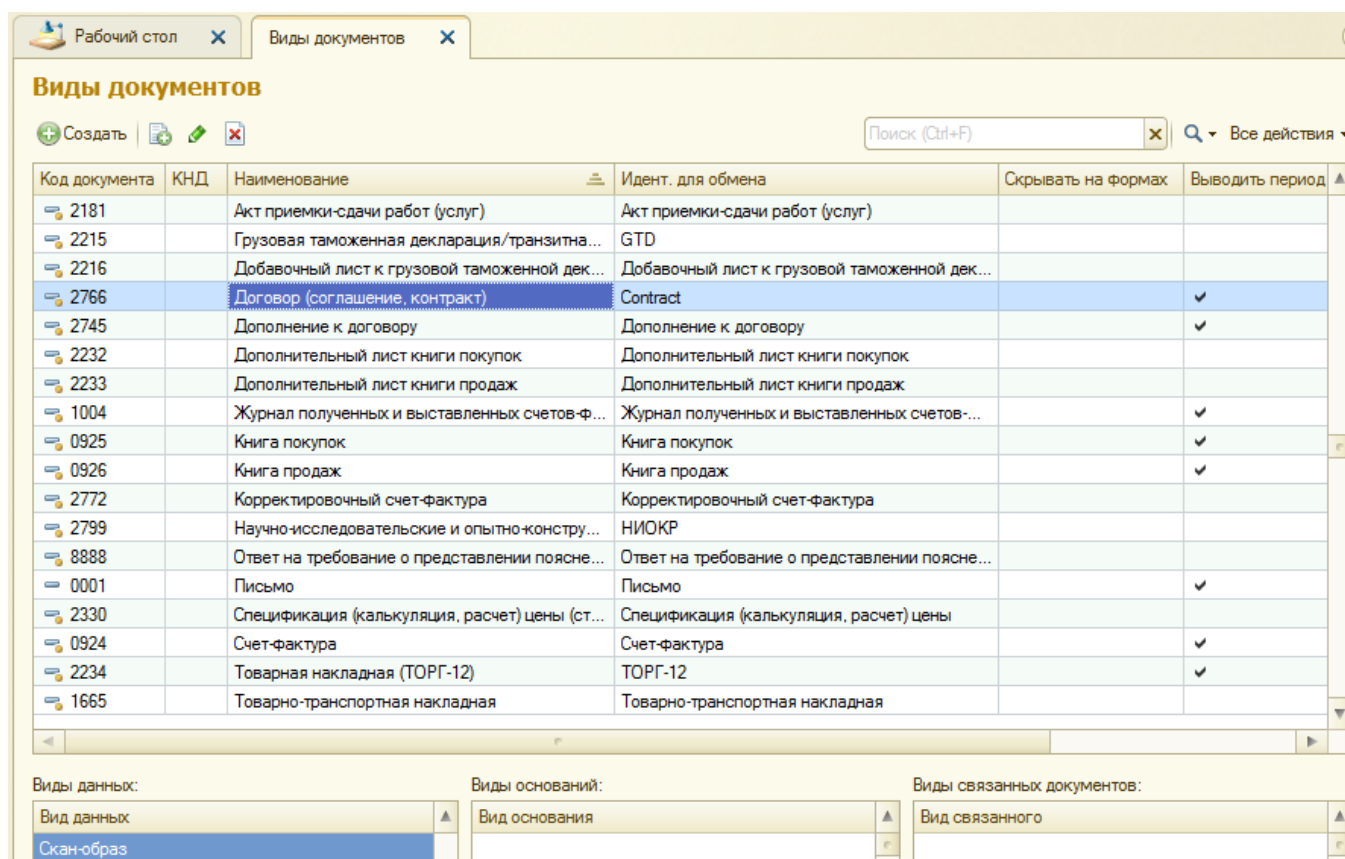 Рабочий стол Виды документов
Виды документов
Создать Поиск (Ctrl+F) Все действия
Код документа КНД Наименование Идент. для обмена Скрывать на формах Выводить период
2181 Акт приемки-сдачи работ (услуг) Акт приемки-сдачи работ (услуг)
2215 Грузовая таможенная декларация/транзитна... GTD
2216 Добавочный лист к грузовой таможенной дек... Добавочный лист к грузовой таможенной дек...
2766 Договор (соглашение, контракт) Contract
2745 Дополнение к договору Дополнение к договору
2232 Дополнительный лист книги покупок Дополнительный лист книги покупок
2233 Дополнительный лист книги продаж Дополнительный лист книги продаж
1004 Журнал полученных и выставленных счетов-ф... Журнал полученных и выставленных счетов-...
0925 Книга покупок Книга покупок
0926 Книга продаж Книга продаж
2772 Корректировочный счет-фактура Корректировочный счет-фактура
2799 Научно-исследовательские и опытно-констру... НИОКР
8888 Ответ на требование о представлении поясне... Ответ на требование о представлении поясне...
0001 Письмо Письмо
2330 Спецификация (калькуляция, расчет) цены (ст... Спецификация (калькуляция, расчет) цены
0924 Счет-фактура Счет-фактура
2234 Товарная накладная (ТОРГ-12) ТОРГ-12
1665 Товарно-транспортная накладная Товарно-транспортная накладная
Виды данных: Виды оснований: Виды связанных документов:
Вид данных Вид основания Вид связанного
Скан-образ